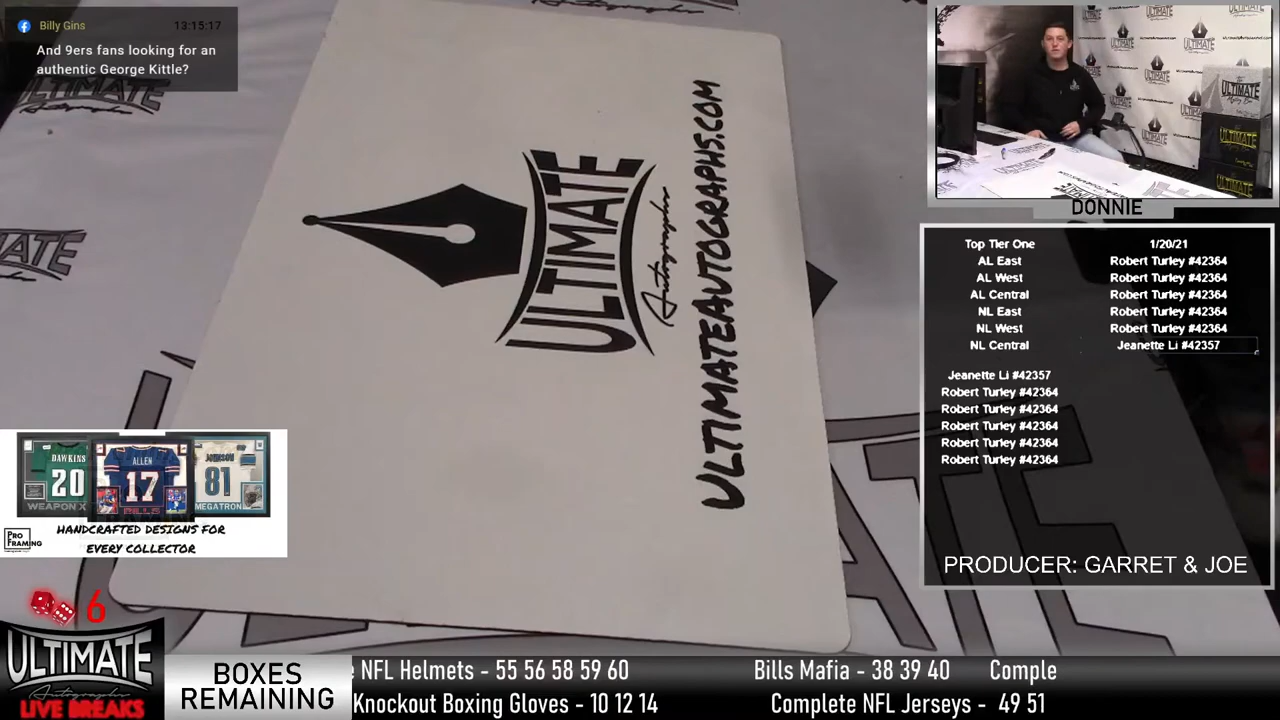 Billy Gins 13:15:17
And 9ers fans looking for an
authentic George Kittle?
ULTIMATE
Autographs
ULTIMATEAUTOGRAPHS.COM
DONNIE
Top Tier One 1/20/21
AL East Robert Turley #42364
AL West Robert Turley #42364
AL Central Robert Turley #42364
NL East Robert Turley #42364
NL West Robert Turley #42364
NL Central Jeanette Li #42357
Jeanette Li #42357
Robert Turley #42364
Robert Turley #42364
Robert Turley #42364
Robert Turley #42364
Robert Turley #42364
PRODUCER: GARRET & JOE
DAWKINS
20
WEAPON X
ALLEN
17
BILLS
JOHNSON
81
MEGATRON
PRO
FRAMING
HANDCRAFTED DESIGNS FOR
EVERY COLLECTOR
6
ULTIMATE
Autographs
LIVE BREAKS
BOXES
REMAINING
NFL Helmets - 55 56 58 59 60 Bills Mafia - 38 39 40 Comple
Knockout Boxing Gloves - 10 12 14 Complete NFL Jerseys - 49 51